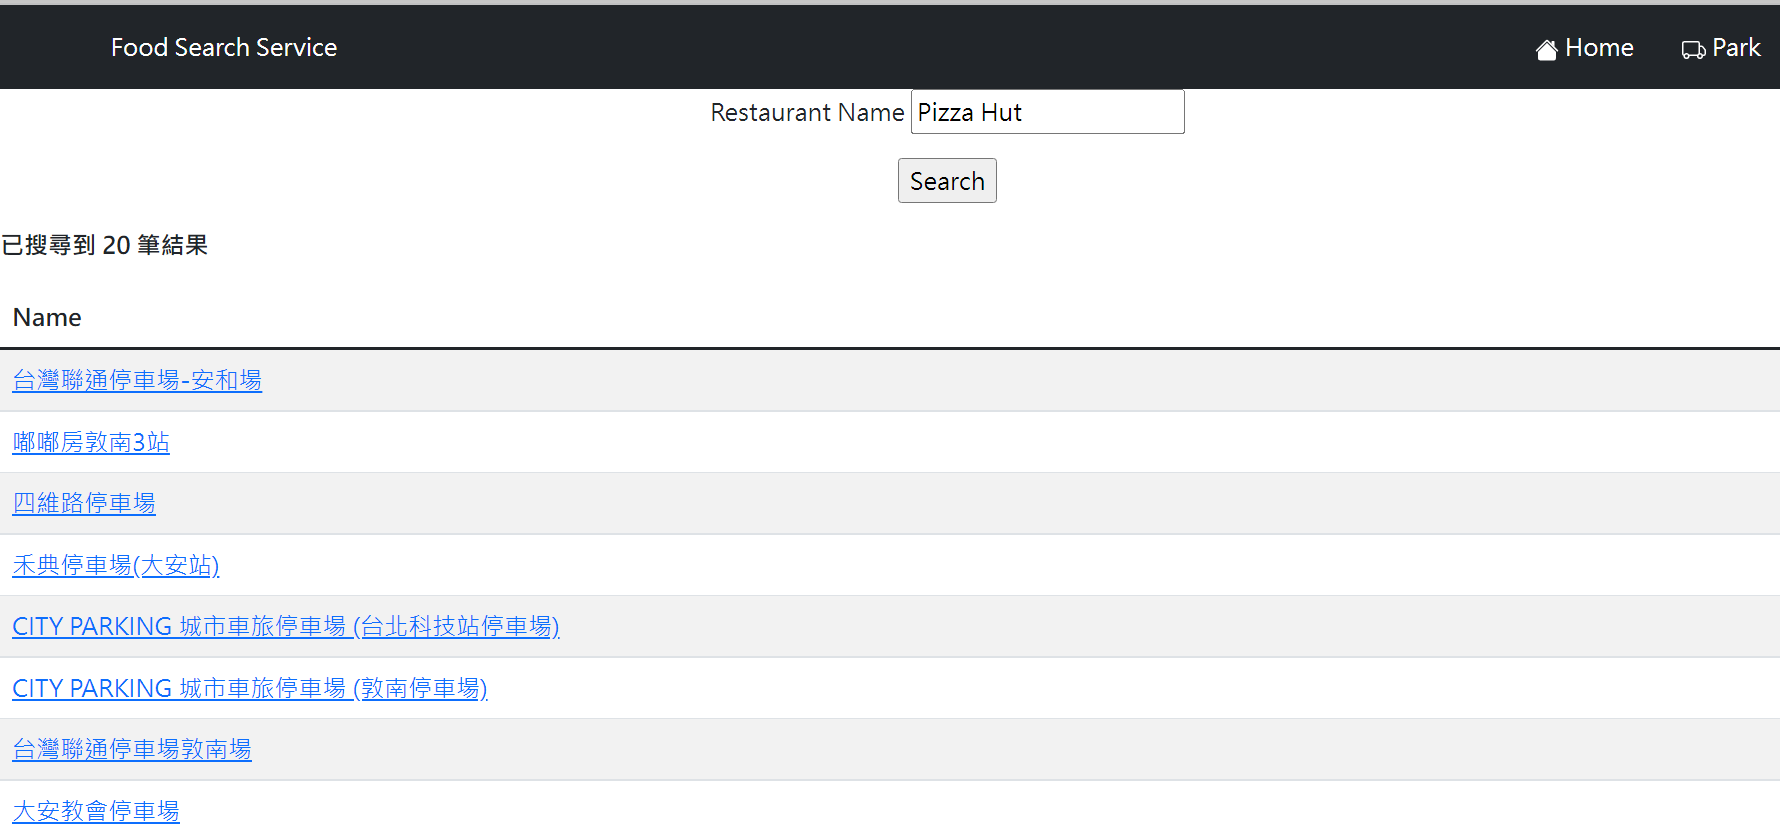 Food Search Service Home Park
Restaurant Name Pizza Hut
Search
已搜尋到 20 筆結果
Name
台灣聯通停車場-安和場
嘟嘟房敦南3站
四維路停車場
禾典停車場(大安站)
CITY PARKING 城市車旅停車場 (台北科技站停車場)
CITY PARKING 城市車旅停車場 (敦南停車場)
台灣聯通停車場敦南場
大安教會停車場